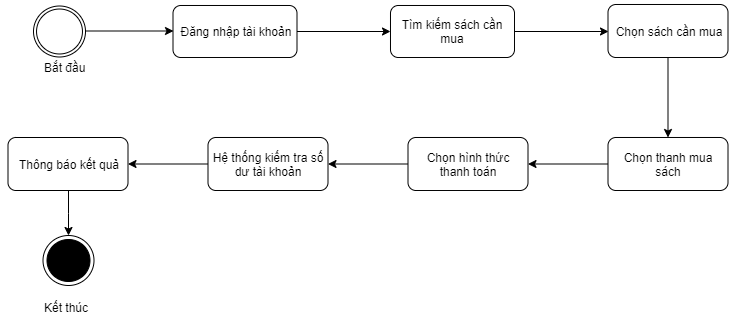 Bắt đầu
Đăng nhập tài khoản
Tìm kiếm sách cần
mua
Chọn sách cần mua
Chọn thanh mua
sách
Chọn hình thức
thanh toán
Hệ thống kiểm tra số
dư tài khoản
Thông báo kết quả
Kết thúc